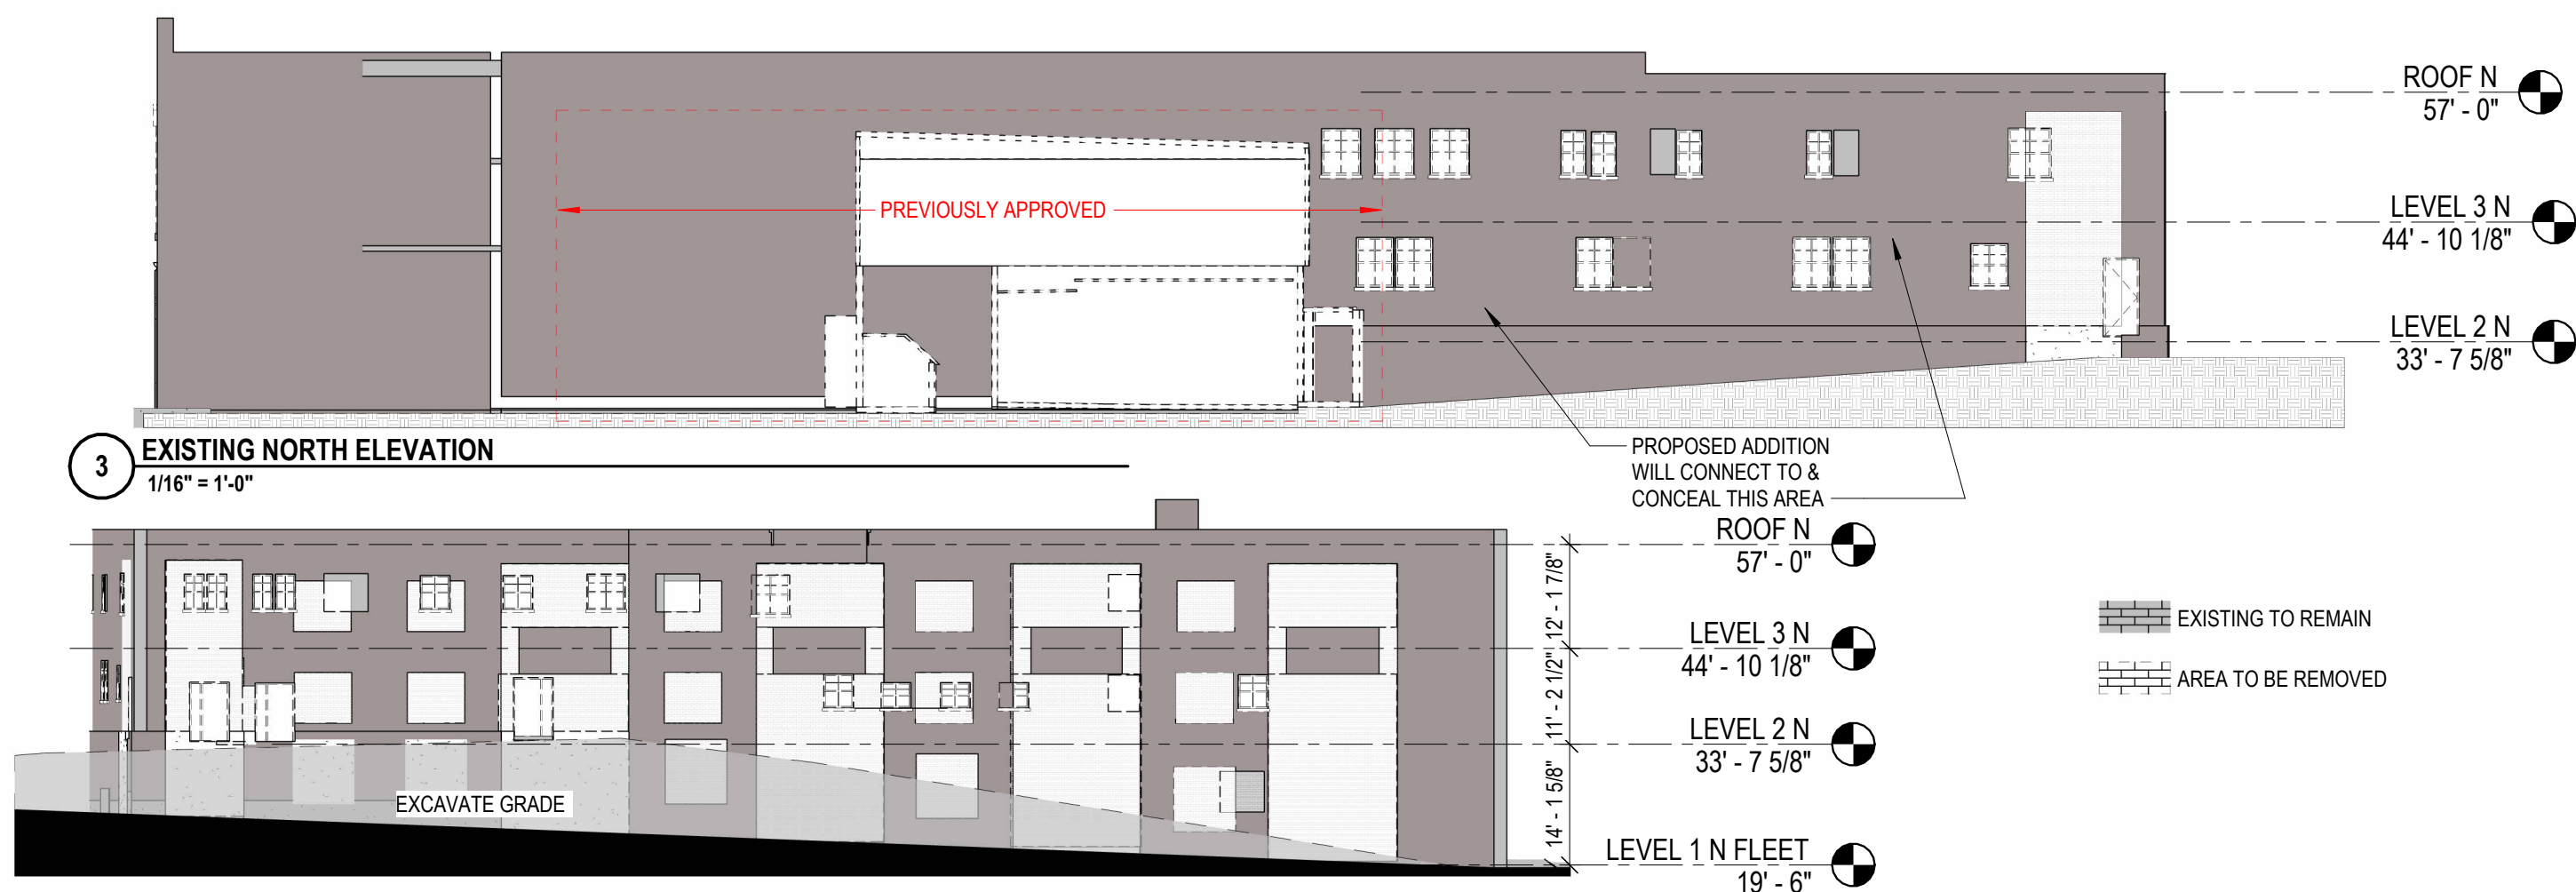 ROOF N
57' - 0"
PREVIOUSLY APPROVED
LEVEL 3 N
44' - 10 1/8"
LEVEL 2 N
33' - 7 5/8"
3
EXISTING NORTH ELEVATION
1/16" = 1'-0"
PROPOSED ADDITION
WILL CONNECT TO &
CONCEAL THIS AREA
ROOF N
57' - 0"
12' - 1 7/8"
LEVEL 3 N
44' - 10 1/8"
11' - 2 1/2"
LEVEL 2 N
33' - 7 5/8"
14' - 1 5/8"
LEVEL 1 N FLEET
19' - 6"
EXCAVATE GRADE
EXISTING TO REMAIN
AREA TO BE REMOVED